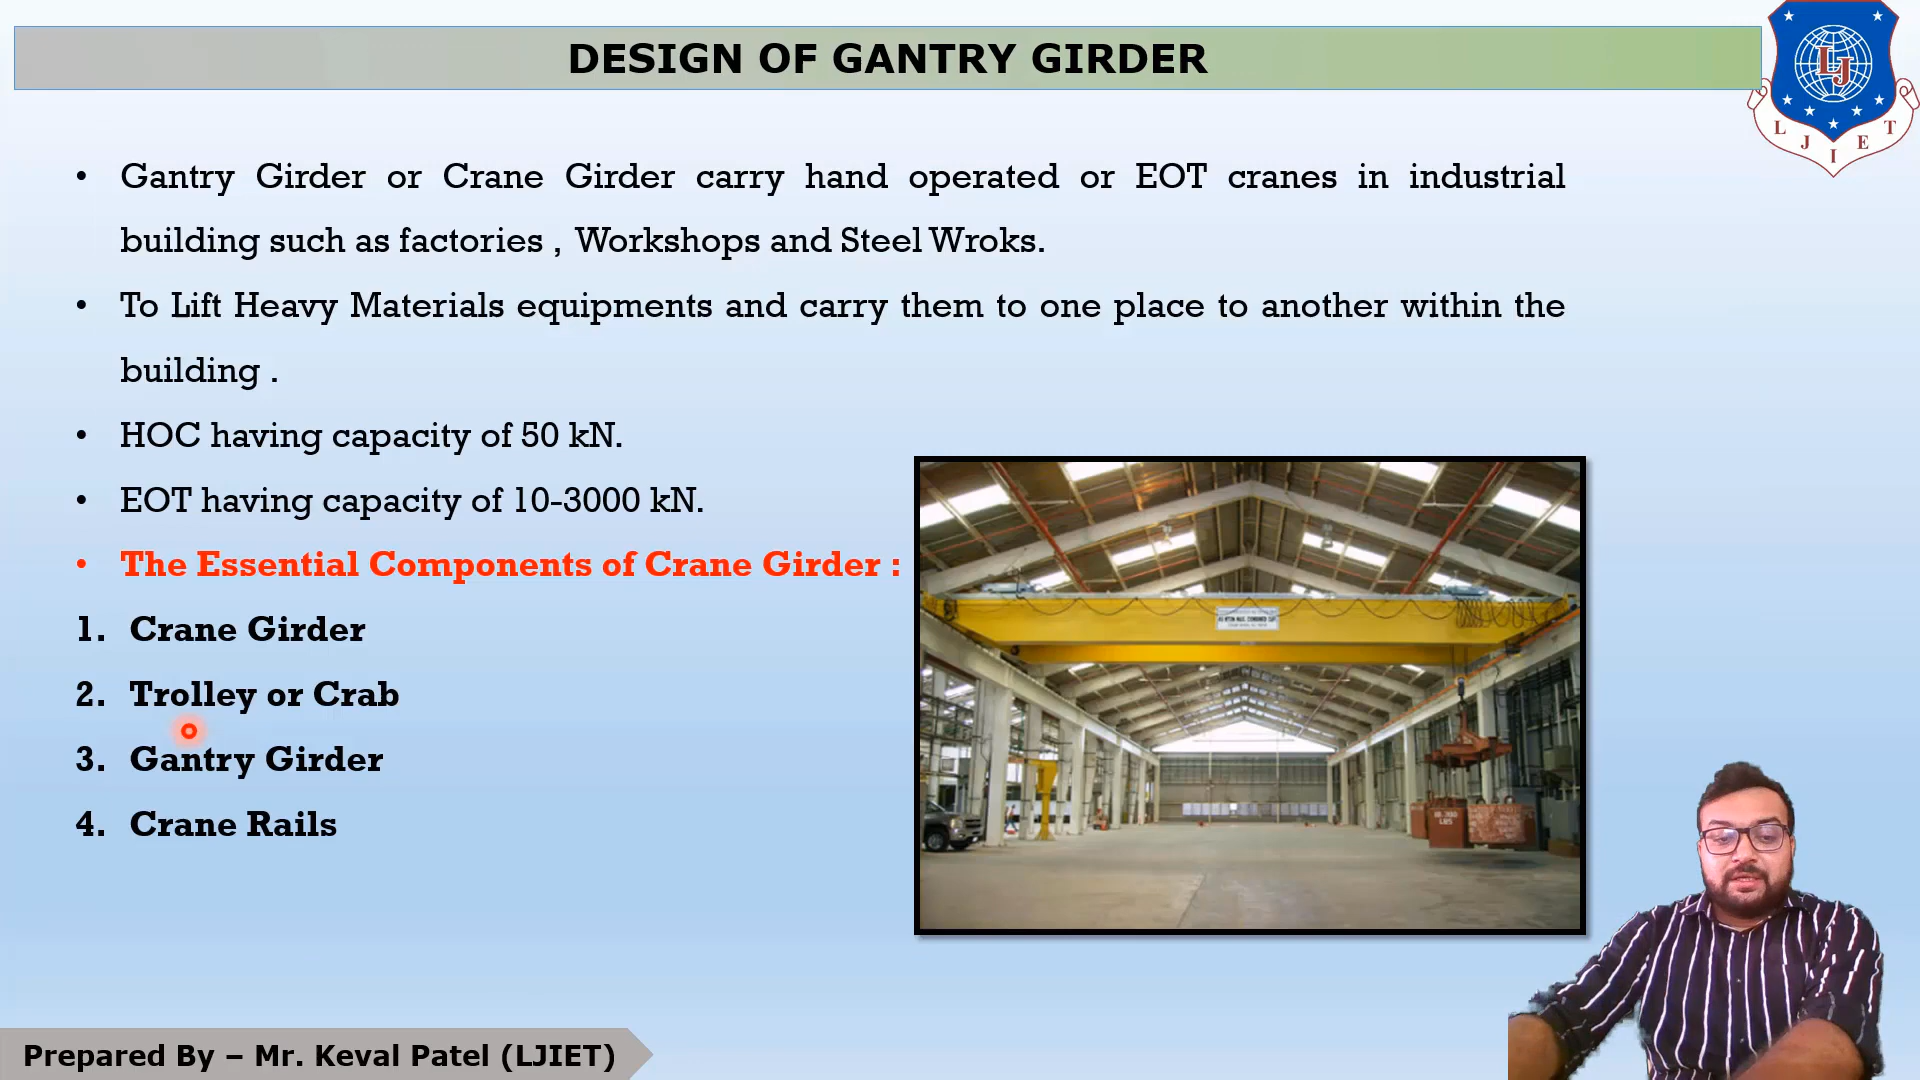 DESIGN OF GANTRY GIRDER
LJ
L J I E T
• Gantry Girder or Crane Girder carry hand operated or EOT cranes in industrial
building such as factories , Workshops and Steel Wroks.
• To Lift Heavy Materials equipments and carry them to one place to another within the
building .
• HOC having capacity of 50 kN.
• EOT having capacity of 10-3000 kN.
• The Essential Components of Crane Girder :
1. Crane Girder
2. Trolley or Crab
3. Gantry Girder
4. Crane Rails
Prepared By – Mr. Keval Patel (LJIET)